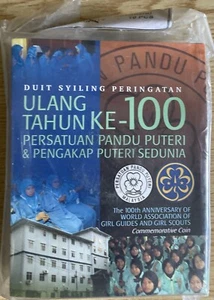 DUIT SYILING PERINGATAN
ULANG
TAHUN KE-100
PERSATUAN PANDU PUTERI
& PENGAKAP PUTERI SEDUNIA
The 100th ANNIVERSARY OF
WORLD ASSOCIATION OF
GIRL GUIDES AND GIRL SCOUTS
Commemorative Coin